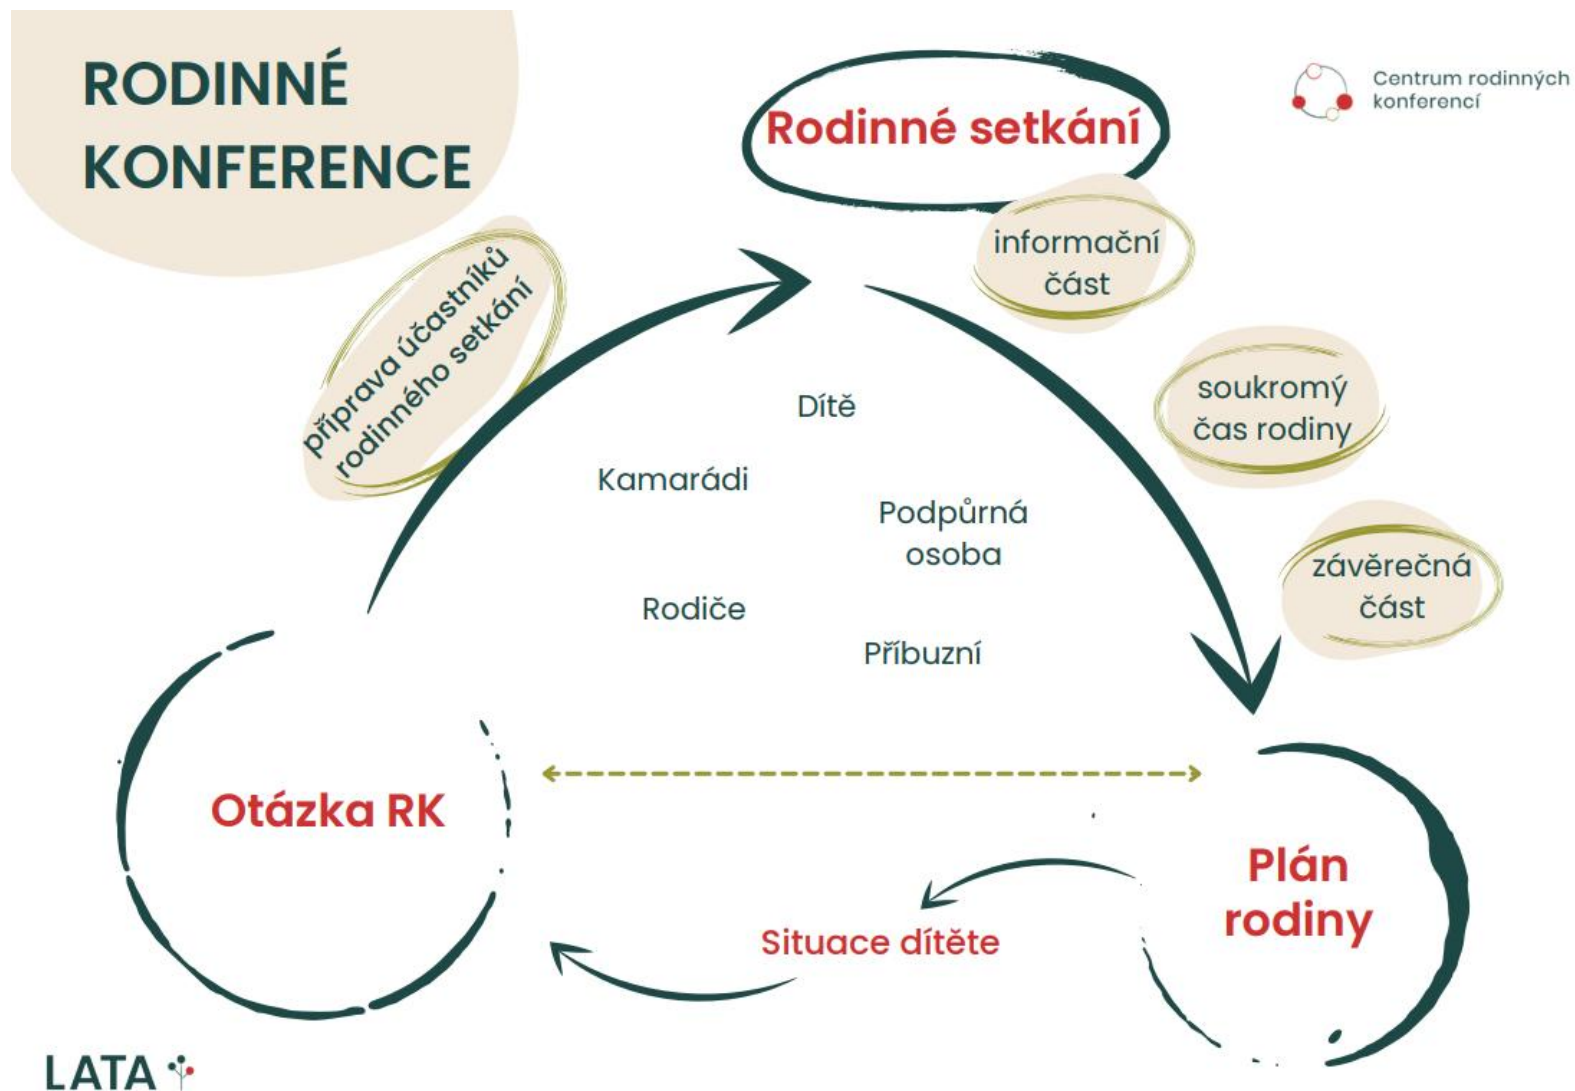 RODINNÉ
KONFERENCE
Rodinné setkání
Centrum rodinných
konferencí
informační
část
příprava účastníků
rodinného setkání
soukromý
čas rodiny
Dítě
Kamarádi
Podpůrná
osoba
závěrečná
část
Rodiče
Příbuzní
Otázka RK
Plán
rodiny
Situace dítěte
LATA